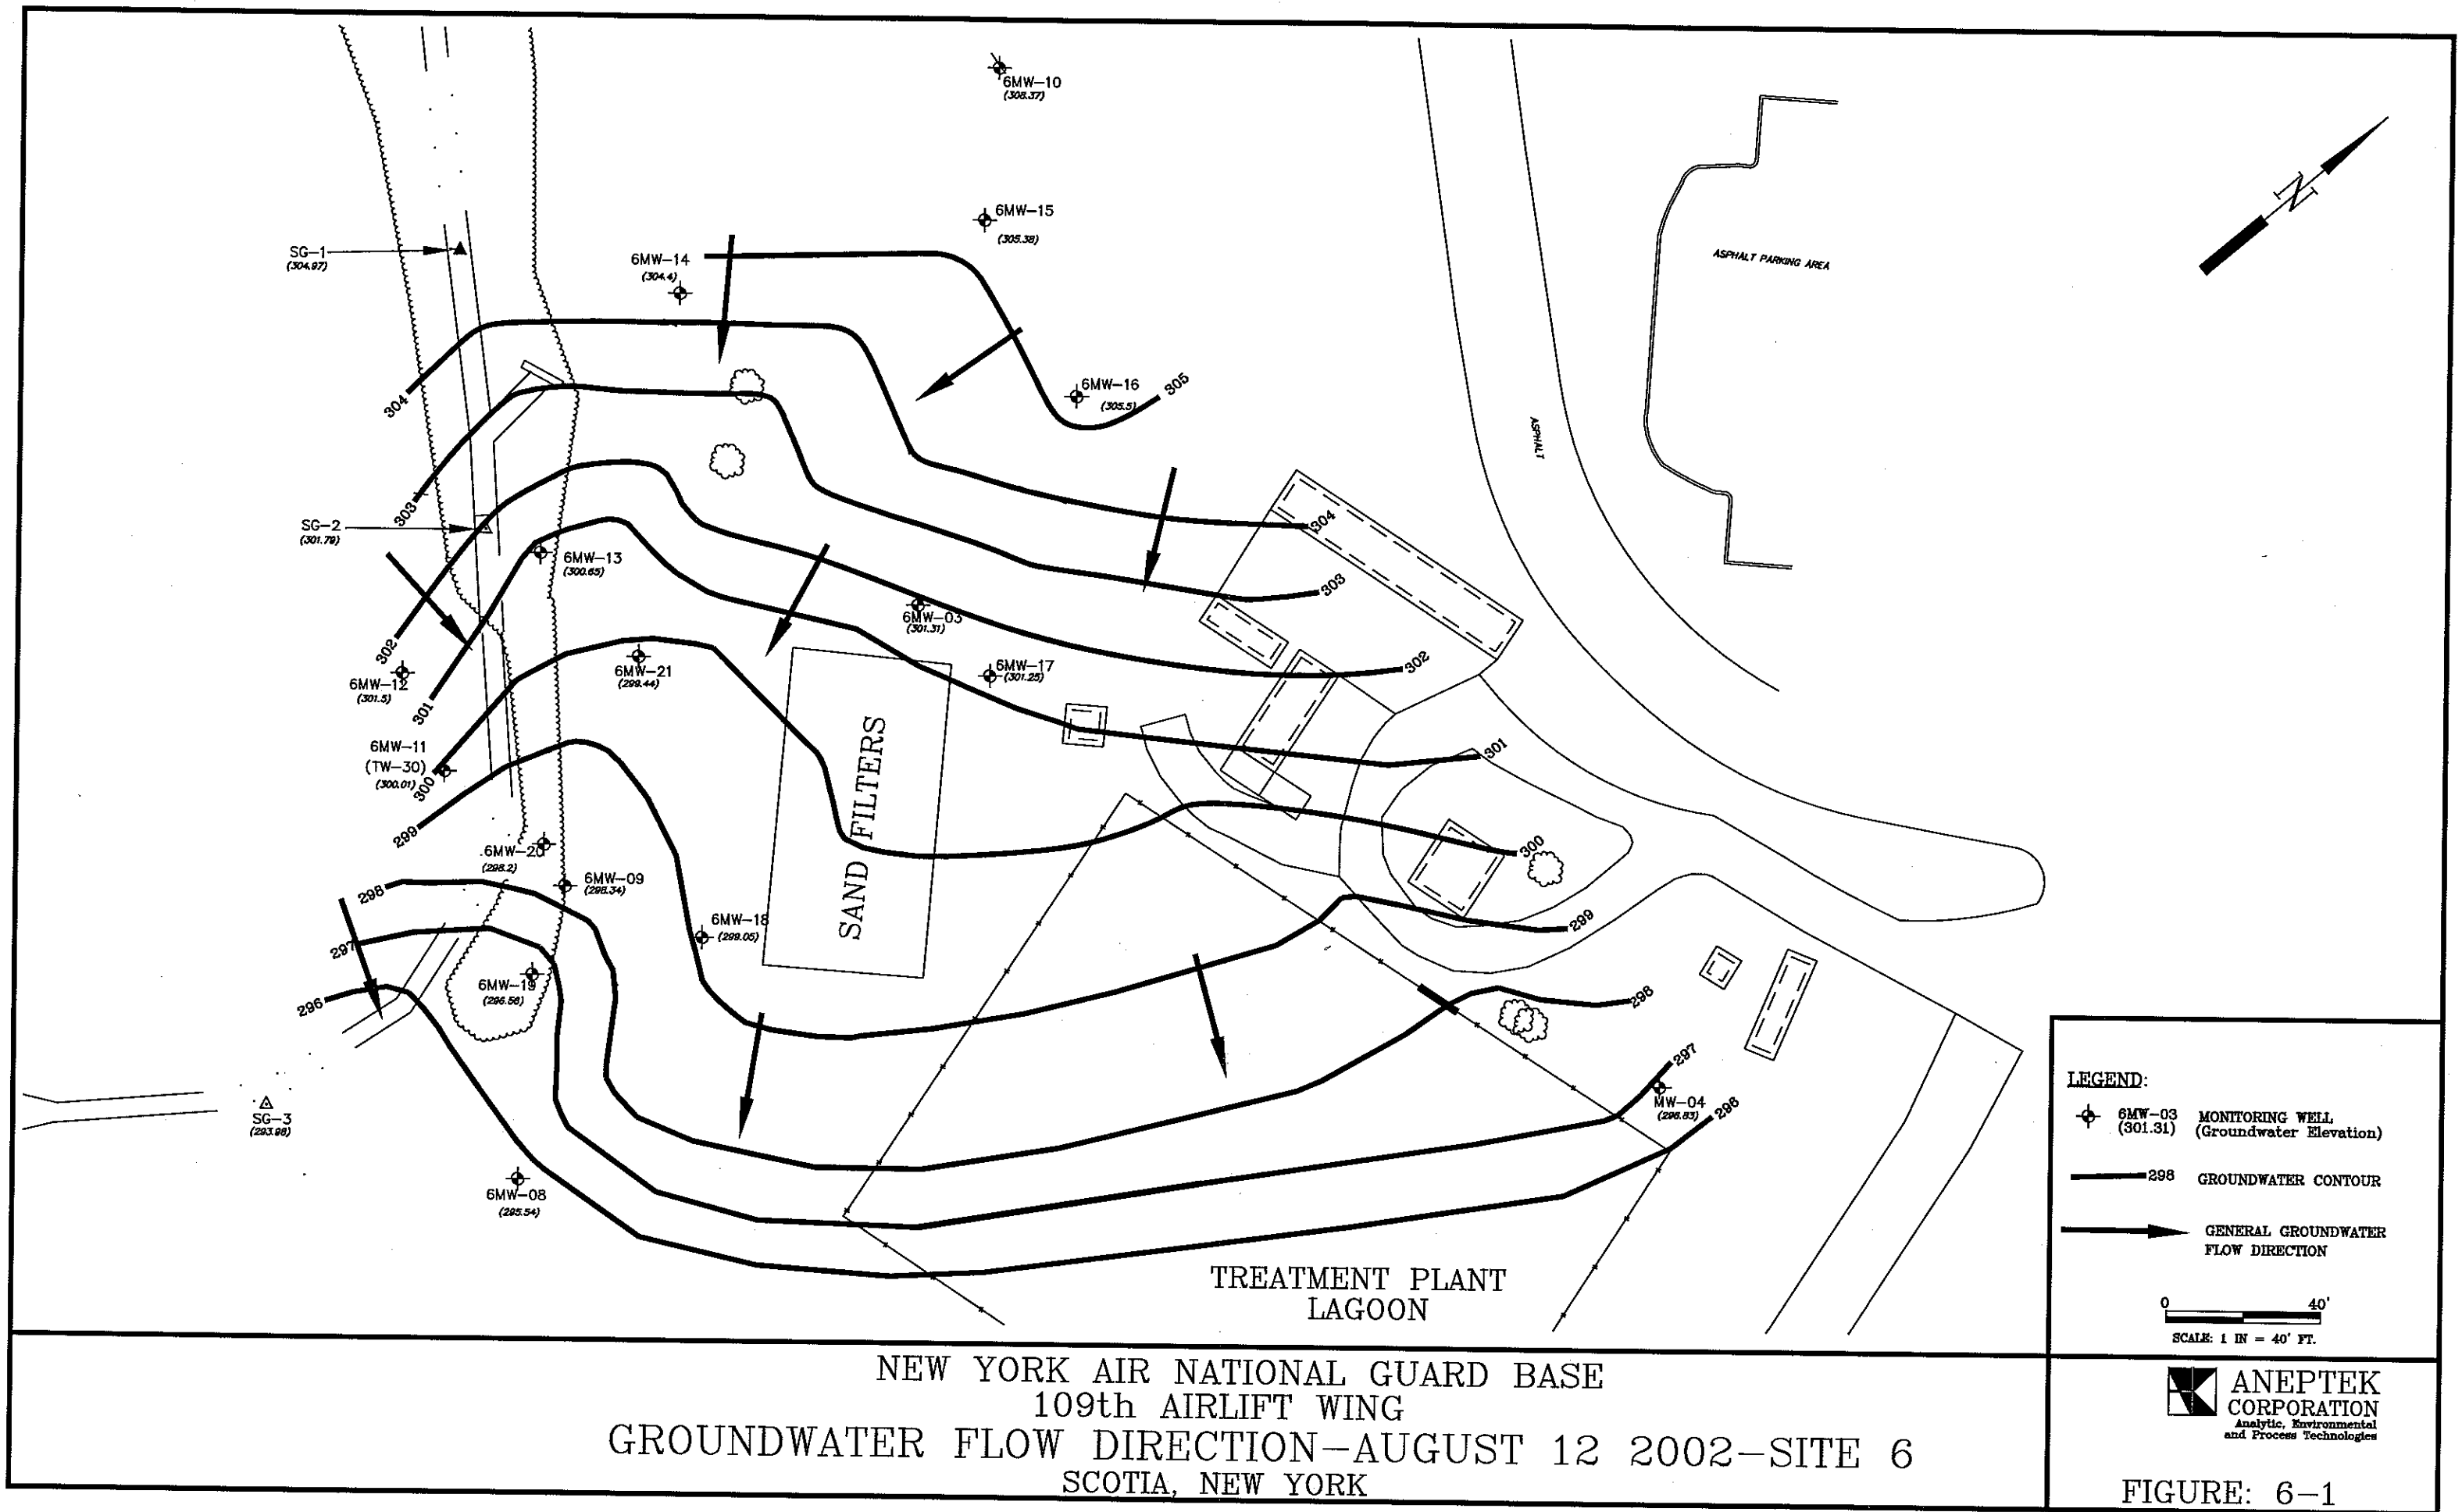 6MW-10
(308.37)
6MW-15
(305.38)
SG-1
(304.97)
6MW-14
(304.4)
ASPHALT PARKING AREA
N
6MW-16
(305.5)
305
304
ASPHALT
303
304
SG-2
(301.79)
6MW-13
(300.65)
303
6MW-03
(301.31)
302
302
6MW-17
(301.25)
6MW-21
(299.44)
6MW-12
(301.5)
301
301
6MW-11
(TW-30)
(300.01)
300
SAND FILTERS
299
300
6MW-20
(298.2)
6MW-09
(298.34)
298
6MW-18
(299.05)
299
297
6MW-19
(296.56)
296
298
297
MW-04
(296.83)
296
SG-3
(293.98)
6MW-08
(295.54)
TREATMENT PLANT
LAGOON
LEGEND:
6MW-03
(301.31)
MONITORING WELL
(Groundwater Elevation)
298
GROUNDWATER CONTOUR
GENERAL GROUNDWATER
FLOW DIRECTION
0 40'
SCALE: 1 IN = 40' FT.
NEW YORK AIR NATIONAL GUARD BASE
109th AIRLIFT WING
GROUNDWATER FLOW DIRECTION-AUGUST 12 2002-SITE 6
SCOTIA, NEW YORK
ANEPTEK
CORPORATION
Analytic, Environmental
and Process Technologies
FIGURE: 6-1